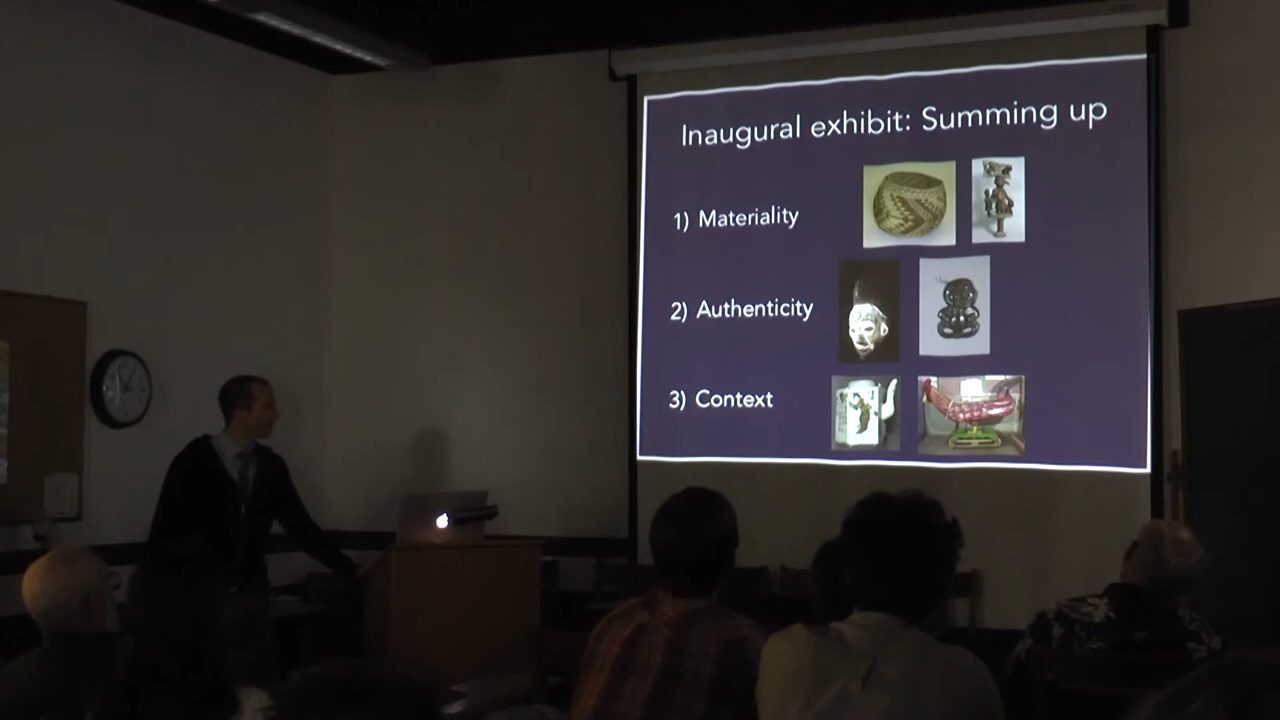 Inaugural exhibit: Summing up
1) Materiality
2) Authenticity
3) Context